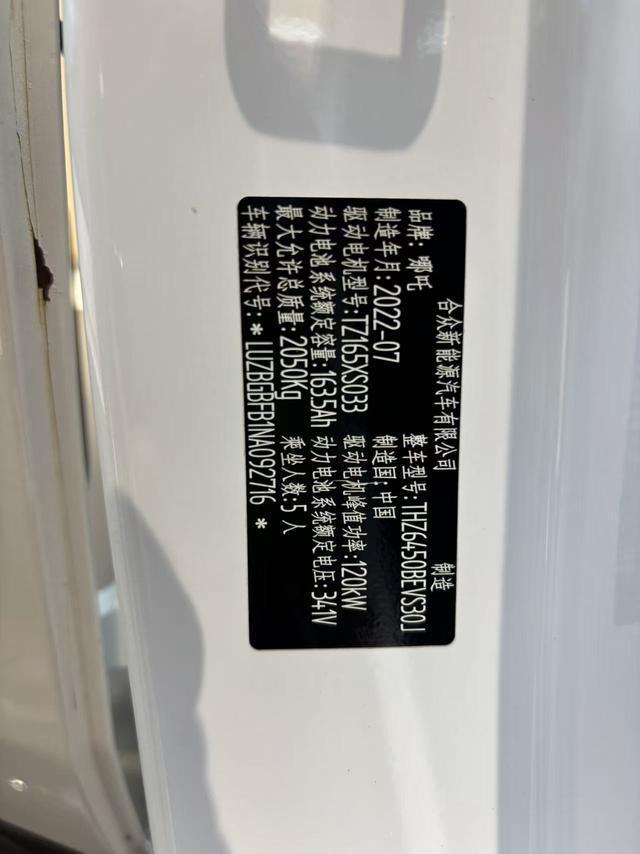 合众新能源汽车有限公司 制造
品牌：哪吒 整车型号：THZ6450BEVS30J
制造年月：2022-07 制造国：中国
驱动电机型号：TZ165XS033 驱动电机峰值功率：120kW
动力电池系统额定容量：163.5Ah 动力电池系统额定电压：341V
最大允许总质量：2050Kg 乘坐人数：5 人
车辆识别代号：*LUZBGBFB1NA092716 *